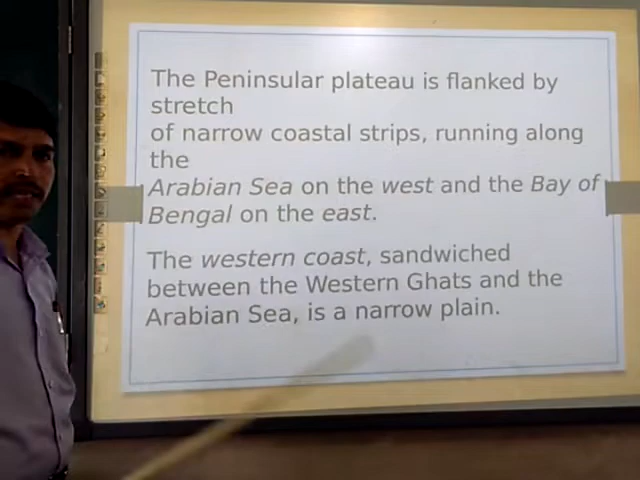 The Peninsular plateau is flanked by
stretch
of narrow coastal strips, running along
the
Arabian Sea on the west and the Bay of
Bengal on the east.
The western coast, sandwiched
between the Western Ghats and the
Arabian Sea, is a narrow plain.